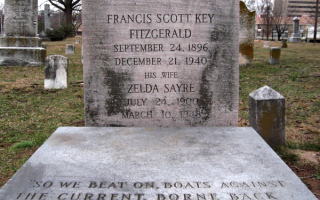 FRANCIS SCOTT KEY
FITZGERALD
SEPTEMBER 24, 1896
DECEMBER 21, 1940
HIS WIFE
ZELDA SAYRE
JULY 24, 1900
MARCH 10, 1948
"SO WE BEAT ON, BOATS AGAINST
THE CURRENT, BORNE BACK